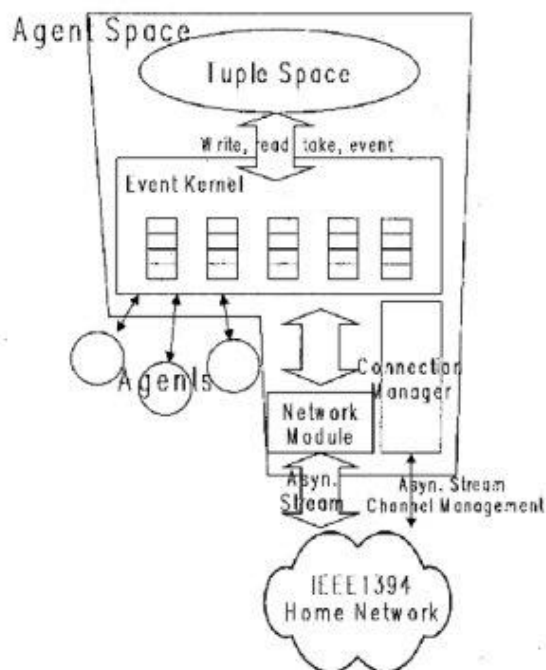 Agent Space
Tuple Space
Write, read, take, event
Event Kernel
Agents
Connection
Manager
Network
Module
Asyn.
Stream
Asyn. Stream
Channel Management
IEEE1394
Home Network